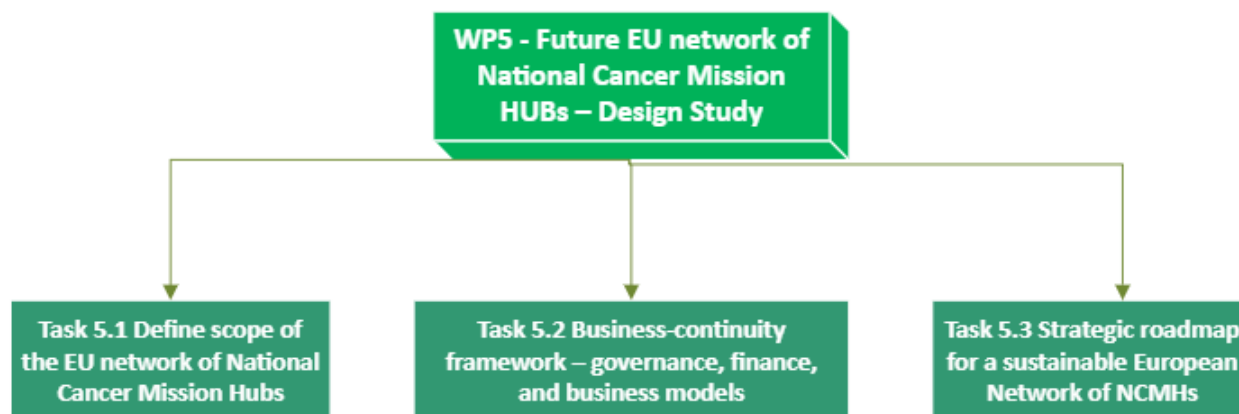 WP5 - Future EU network of
National Cancer Mission
HUBs – Design Study
Task 5.1 Define scope of
the EU network of National
Cancer Mission Hubs
Task 5.2 Business-continuity
framework – governance, finance,
and business models
Task 5.3 Strategic roadmap
for a sustainable European
Network of NCMHs